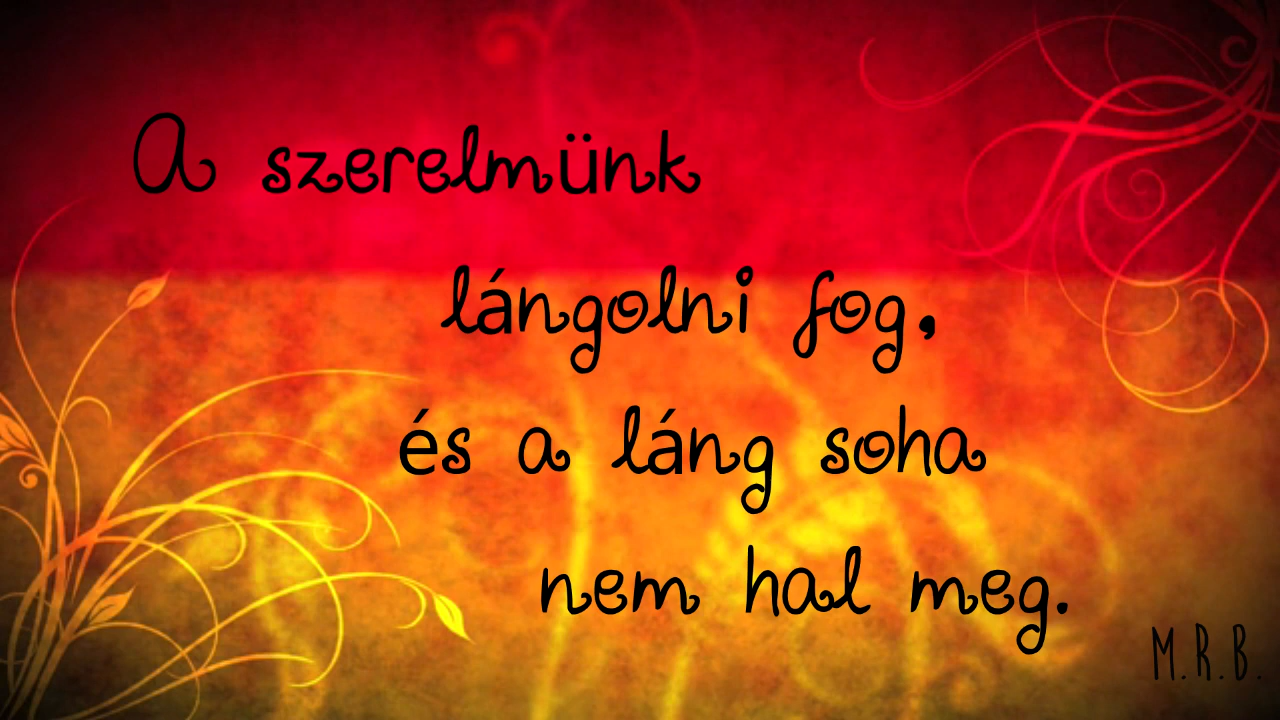 A szerelmünk
lángolni fog,
és a láng soha
nem hal meg.
M.R.B.